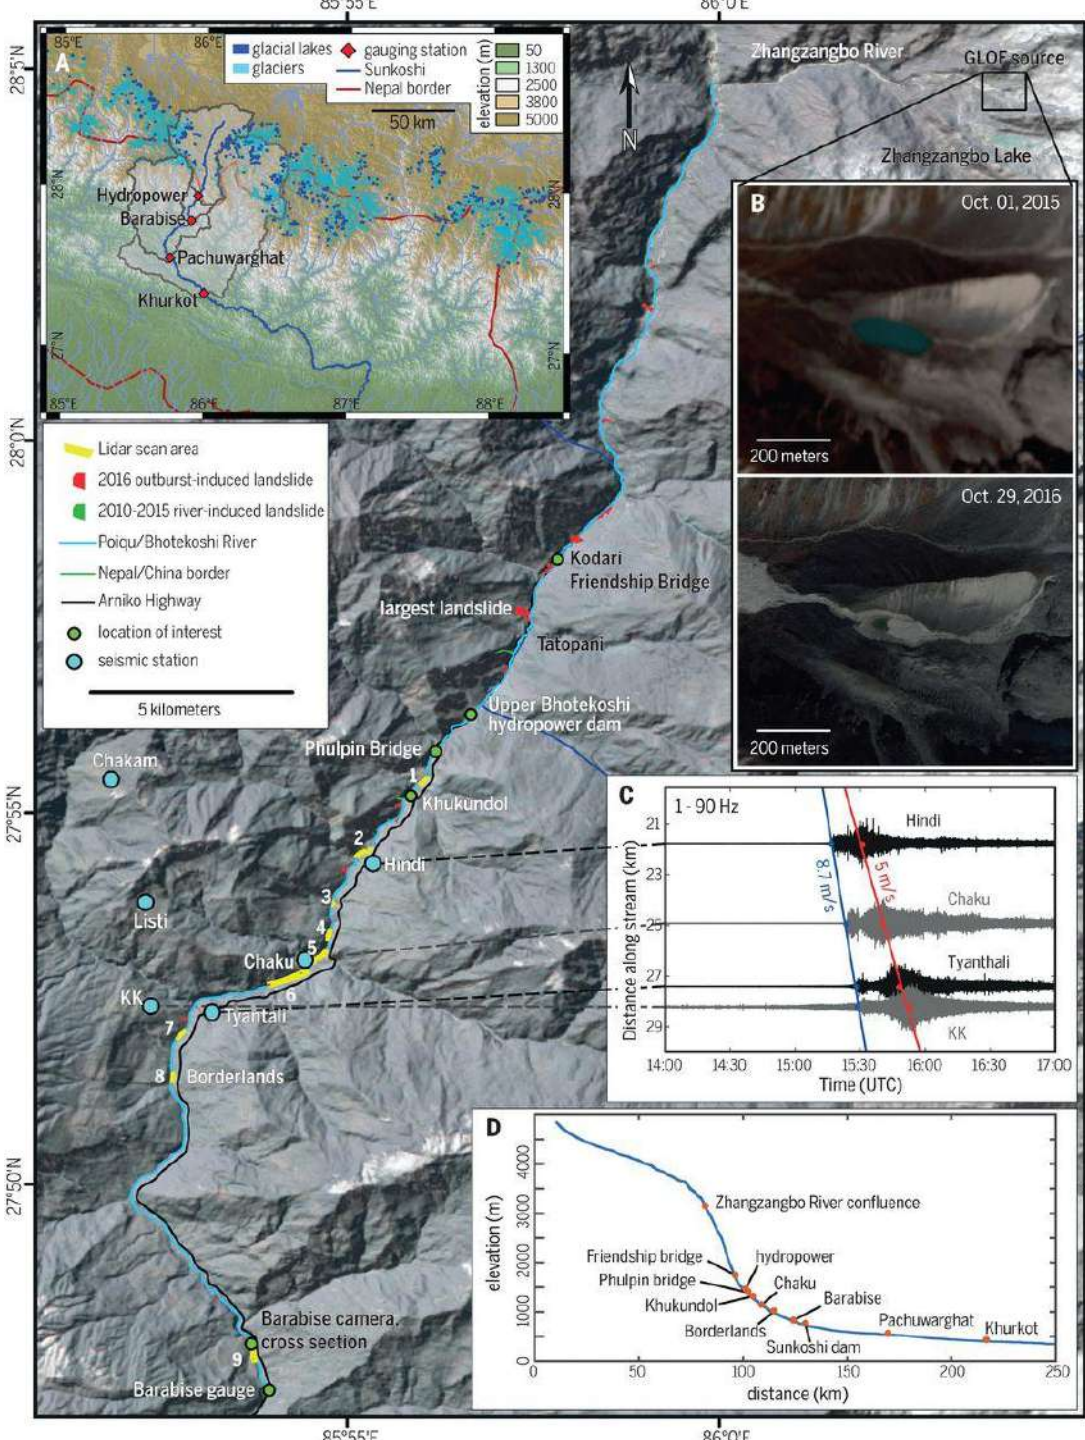 85°55'E
86°0'E
28°5'N
28°0'N
27°55'N
27°50'N
85°55'E
86°0'E
A
85°E
86°E
28°N
27°N
28°N
27°N
85°E
86°E
87°E
88°E
glacial lakes
glaciers
gauging station
Sunkoshi
Nepal border
50 km
elevation (m)
50
1300
2500
3800
5000
Hydropower
Barabise
Pachuwarghat
Khurkot
N
Zhangzangbo River
GLOF source
Zhangzangbo Lake
B
Oct. 01, 2015
200 meters
Oct. 29, 2016
200 meters
Lidar scan area
2016 outburst-induced landslide
2010-2015 river-induced landslide
Poiqu/Bhotekoshi River
Nepal/China border
Arniko Highway
location of interest
seismic station
5 kilometers
Kodari
Friendship Bridge
largest landslide
Tatopani
Upper Bhotekoshi
hydropower dam
Phulpin Bridge
1
Khukundol
Chakam
2
Hindi
3
Listi
4
5
Chaku
6
KK
Tyantali
7
8
Borderlands
Barabise camera,
cross section
9
Barabise gauge
C
1 - 90 Hz
Distance along stream (km)
21
23
25
27
29
Hindi
8.7 m/s
5 m/s
Chaku
Tyanthali
KK
14:00
14:30
15:00
15:30
16:00
16:30
17:00
Time (UTC)
D
elevation (m)
4000
3000
2000
1000
0
Zhangzangbo River confluence
Friendship bridge
hydropower
Phulpin bridge
Chaku
Khukundol
Barabise
Borderlands
Sunkoshi dam
Pachuwarghat
Khurkot
0
50
100
150
200
250
distance (km)